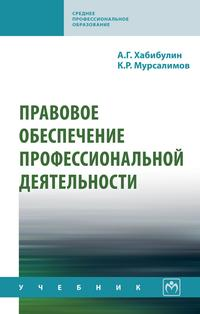 СРЕДНЕЕ
ПРОФЕССИОНАЛЬНОЕ
ОБРАЗОВАНИЕ
А.Г. Хабибулин
К.Р. Мурсалимов
ПРАВОВОЕ
ОБЕСПЕЧЕНИЕ
ПРОФЕССИОНАЛЬНОЙ
ДЕЯТЕЛЬНОСТИ
УЧЕБНИК